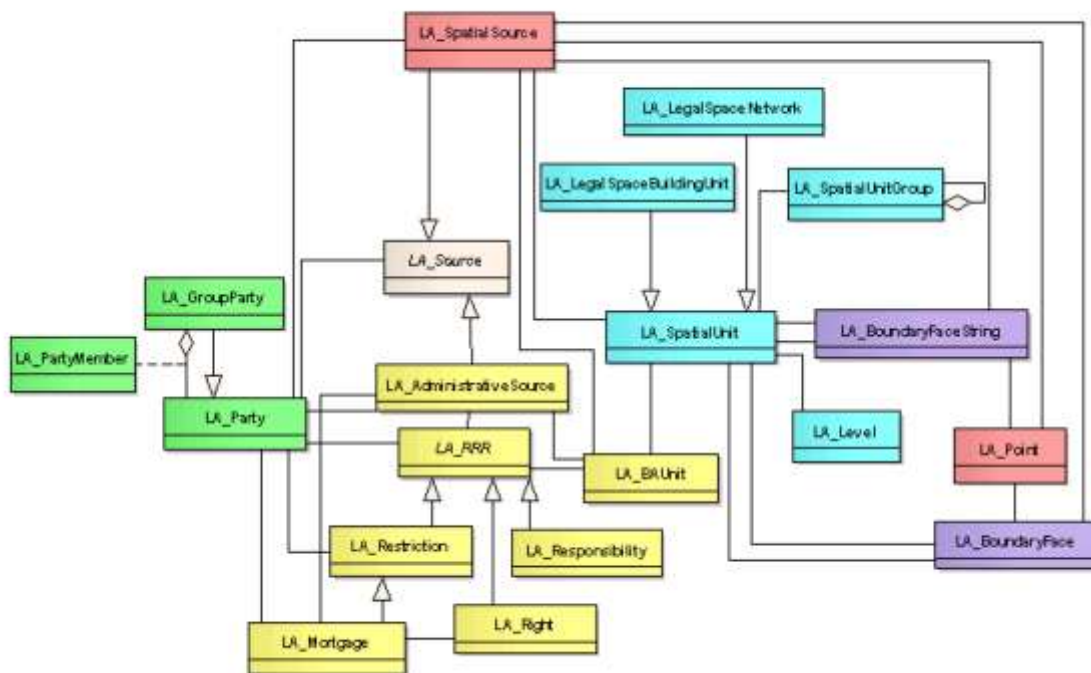 LA_SpatialSource
LA_LegalSpaceNetwork
LA_LegalSpaceBuildingUnit
LA_SpatialUnitGroup
LA_Source
LA_GroupParty
LA_SpatialUnit
LA_BoundaryFaceString
LA_PartyMember
LA_AdministrativeSource
LA_Party
LA_Level
LA_RRR
LA_Point
LA_BAUnit
LA_Restriction
LA_Responsibility
LA_BoundaryFace
LA_Right
LA_Mortgage